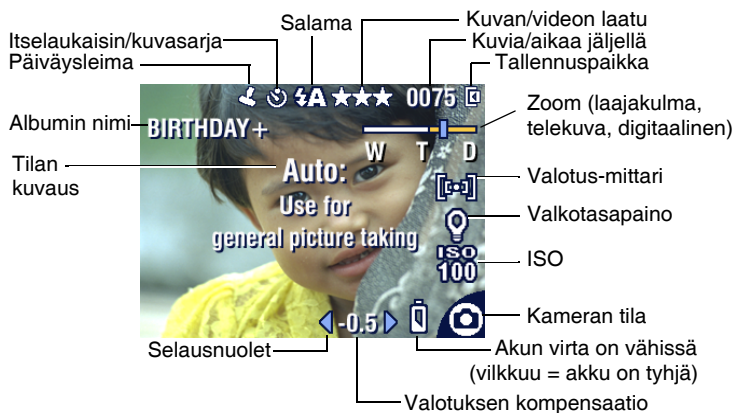 Kuvan/videon laatu
Salama
Itselaukaisin/kuvasarja
Kuvia/aikaa jäljellä
Päiväysleima
Tallennuspaikka
A 0075
Albumin nimi
BIRTHDAY+
Zoom (laajakulma,
telekuva, digitaalinen)
W T D
Tilan
kuvaus
Auto:
Use for
general picture taking
Valotus-mittari
Valkotasapaino
ISO
100
ISO
-0.5
Kameran tila
Selausnuolet
Akun virta on vähissä
(vilkkuu = akku on tyhjä)
Valotuksen kompensaatio